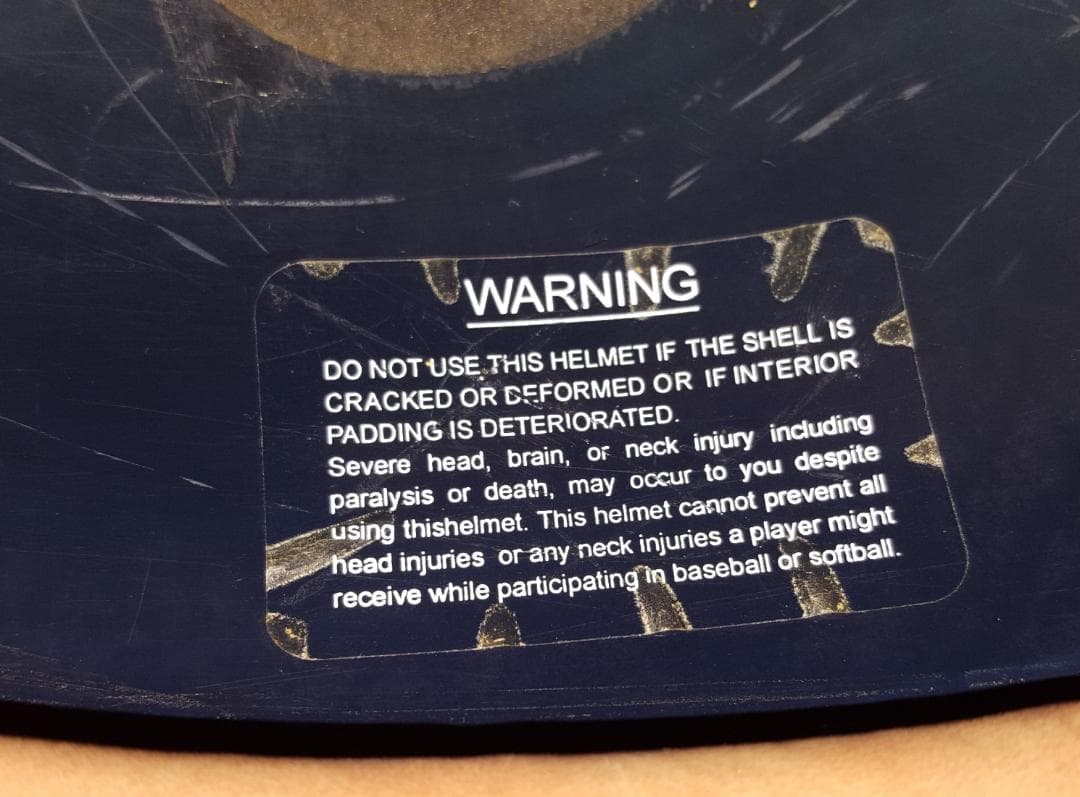 WARNING
DO NOT USE THIS HELMET IF THE SHELL IS
CRACKED OR DEFORMED OR IF INTERIOR
PADDING IS DETERIORATED.
Severe head, brain, or neck injury including
paralysis or death, may occur to you despite
using thishelmet. This helmet cannot prevent all
head injuries or any neck injuries a player might
receive while participating in baseball or softball.